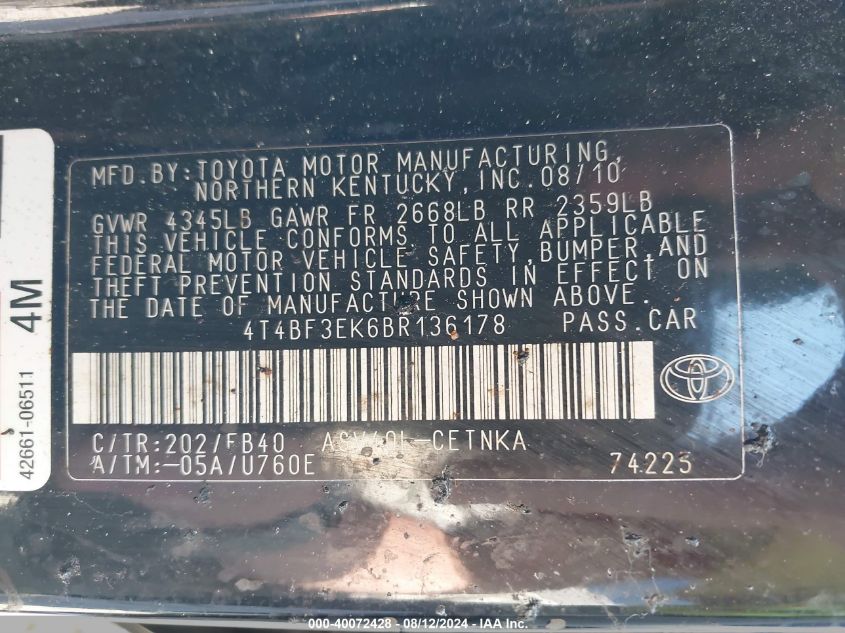 MFD.BY:TOYOTA MOTOR MANUFACTURING,
NORTHERN KENTUCKY,INC.08/10
GVWR 4345LB GAWR FR 2668LB RR 2359LB
THIS VEHICLE CONFORMS TO ALL APPLICABLE
FEDERAL MOTOR VEHICLE SAFETY,BUMPER,AND
THEFT PREVENTION STANDARDS IN EFFECT ON
THE DATE OF MANUFACTURE SHOWN ABOVE.
4T4BF3EK6BR136178 PASS.CAR
C/TR:202/FB40 ASV40L-CETNKA
A/TM:-05A/U760E 74223
4M
42661-06511
000-40072428 - 08/12/2024 - IAA Inc.